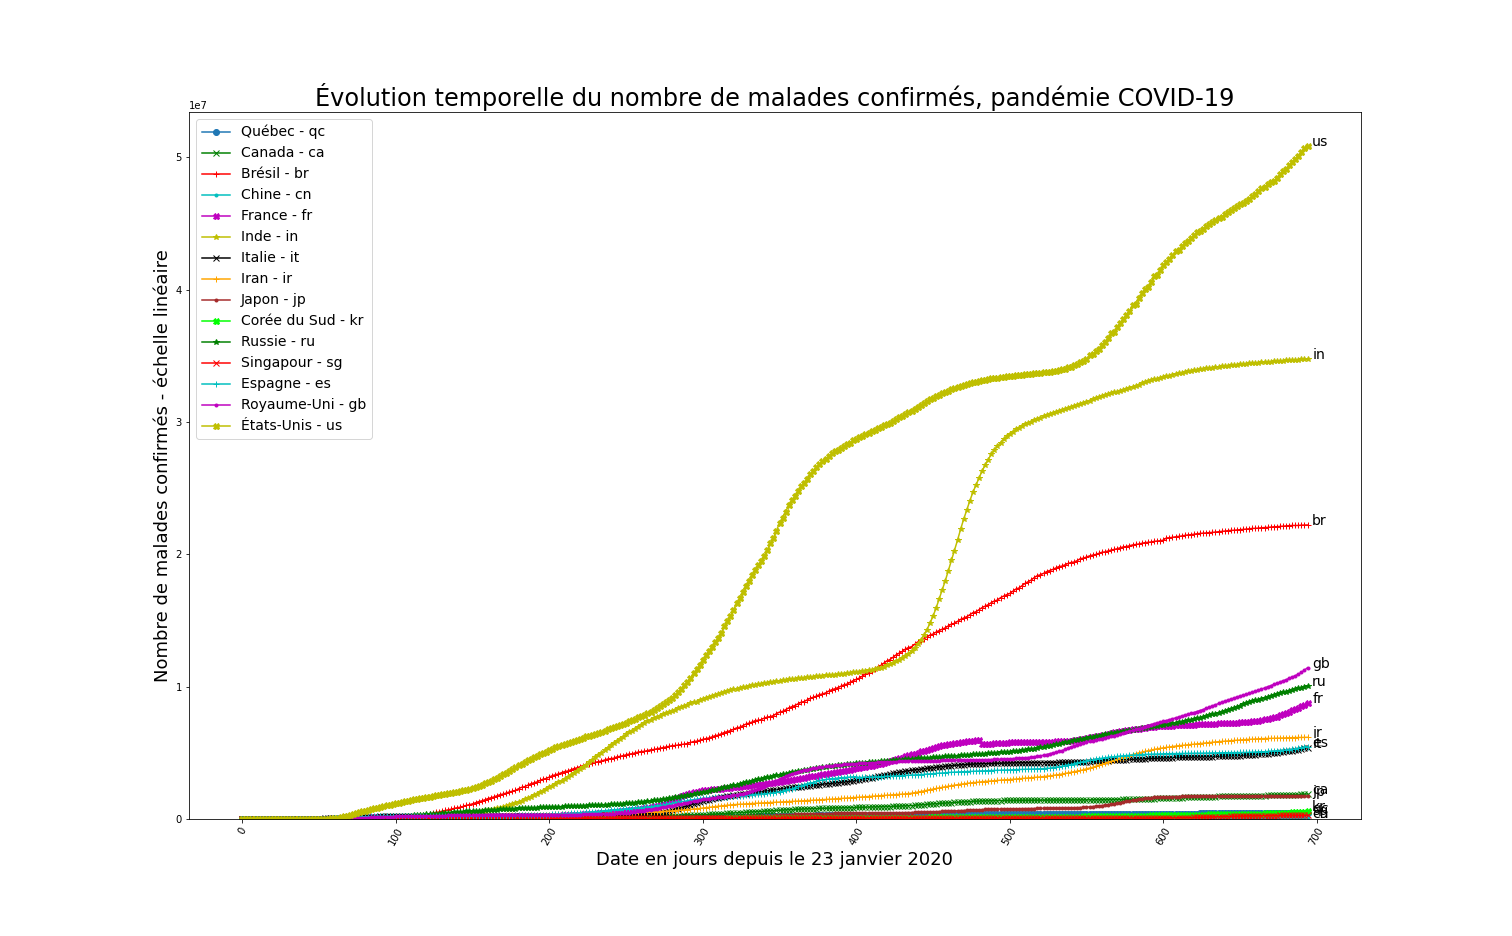 Évolution temporelle du nombre de malades confirmés, pandémie COVID-19
1e7
Québec - qc
Canada - ca
Brésil - br
Chine - cn
France - fr
Inde - in
Italie - it
Iran - ir
Japon - jp
Corée du Sud - kr
Russie - ru
Singapour - sg
Espagne - es
Royaume-Uni - gb
États-Unis - us
Nombre de malades confirmés - échelle linéaire
5
4
3
2
1
0
us
in
br
gb
ru
fr
ir
es
it
ca
jp
0
100
200
300
400
500
600
700
Date en jours depuis le 23 janvier 2020